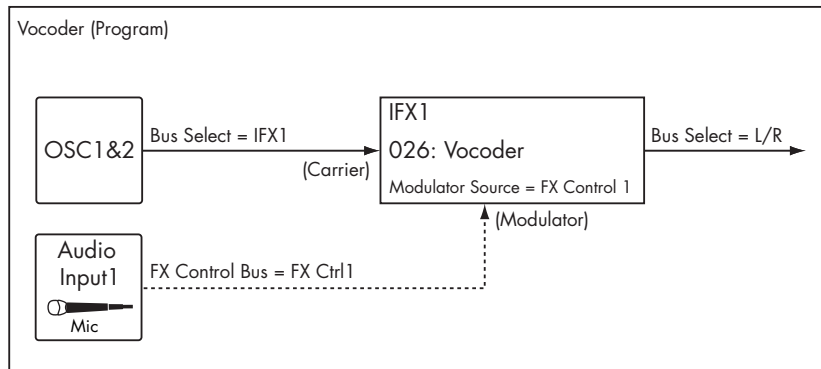 Vocoder (Program)
OSC1&2
Bus Select = IFX1
(Carrier)
IFX1
026: Vocoder
Modulator Source = FX Control 1
Bus Select = L/R
(Modulator)
Audio
Input1
Mic
FX Control Bus = FX Ctrl1